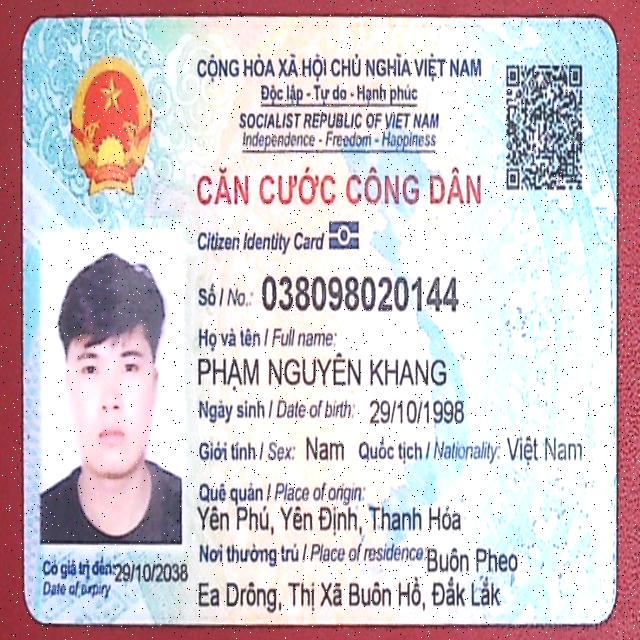 CỘNG HÒA XÃ HỘI CHỦ NGHĨA VIỆT NAM
Độc lập - Tự do - Hạnh phúc
SOCIALIST REPUBLIC OF VIET NAM
Independence - Freedom - Happiness
CĂN CƯỚC CÔNG DÂN
Citizen Identity Card
Số / No.: 038098020144
Họ và tên / Full name:
PHẠM NGUYÊN KHANG
Ngày sinh / Date of birth: 29/10/1998
Giới tính / Sex: Nam Quốc tịch / Nationality: Việt Nam
Quê quán / Place of origin:
Yên Phú, Yên Định, Thanh Hóa
Nơi thường trú / Place of residence: Buôn Pheo
Ea Drông, Thị Xã Buôn Hồ, Đắk Lắk
Có giá trị đến: 29/10/2038
Date of expiry